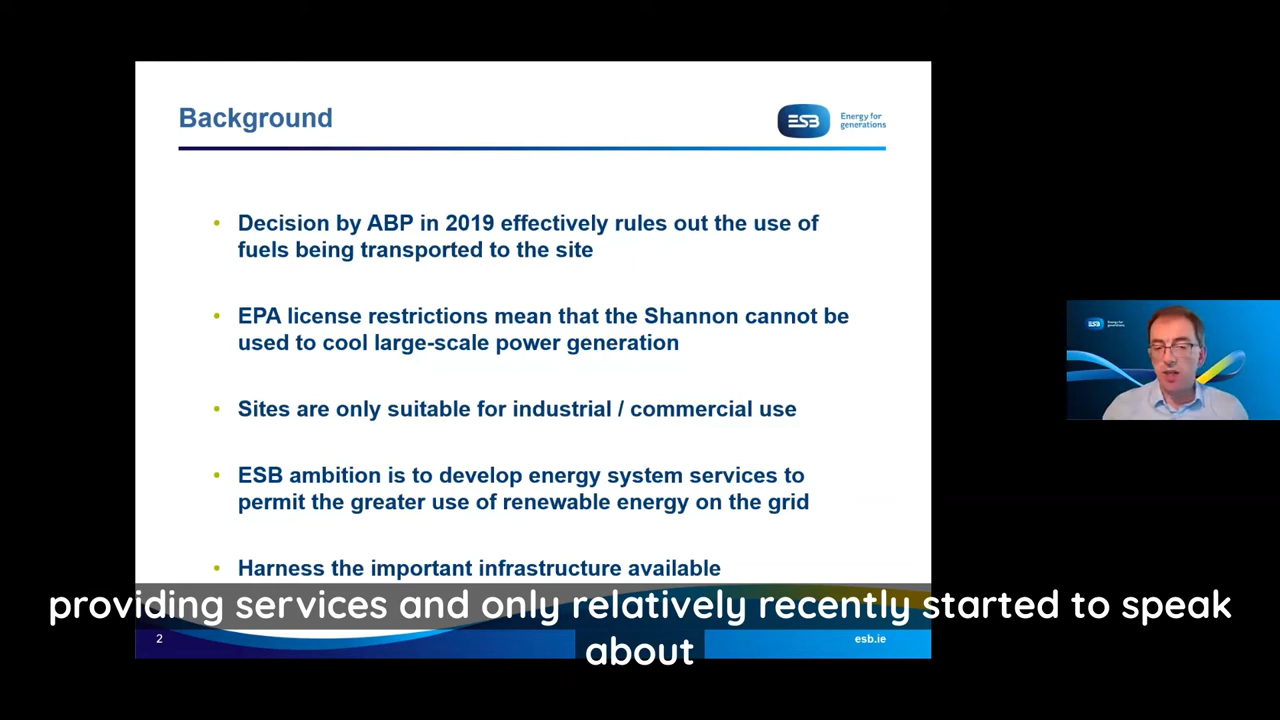 Background
ESB
Energy for
generations
• Decision by ABP in 2019 effectively rules out the use of
fuels being transported to the site
• EPA license restrictions mean that the Shannon cannot be
used to cool large-scale power generation
• Sites are only suitable for industrial / commercial use
• ESB ambition is to develop energy system services to
permit the greater use of renewable energy on the grid
• Harness the important infrastructure available
2
esb.ie
ESB
Energy for
generations
providing services and only relatively recently started to speak
about